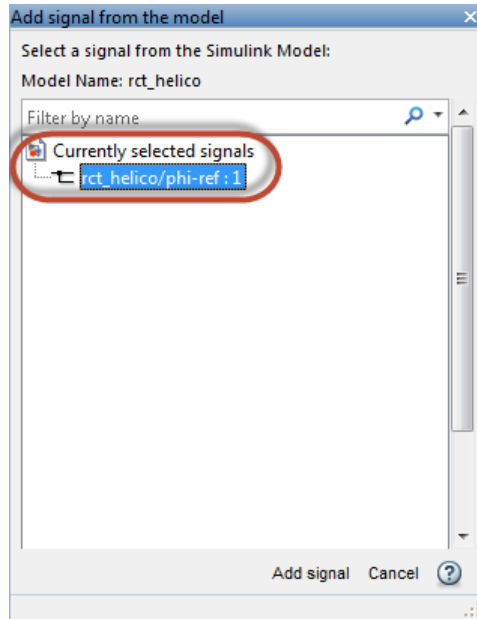 Add signal from the model
Select a signal from the Simulink Model:
Model Name: rct_helico
Filter by name
Currently selected signals
rct_helico/phi-ref : 1
Add signal Cancel ?